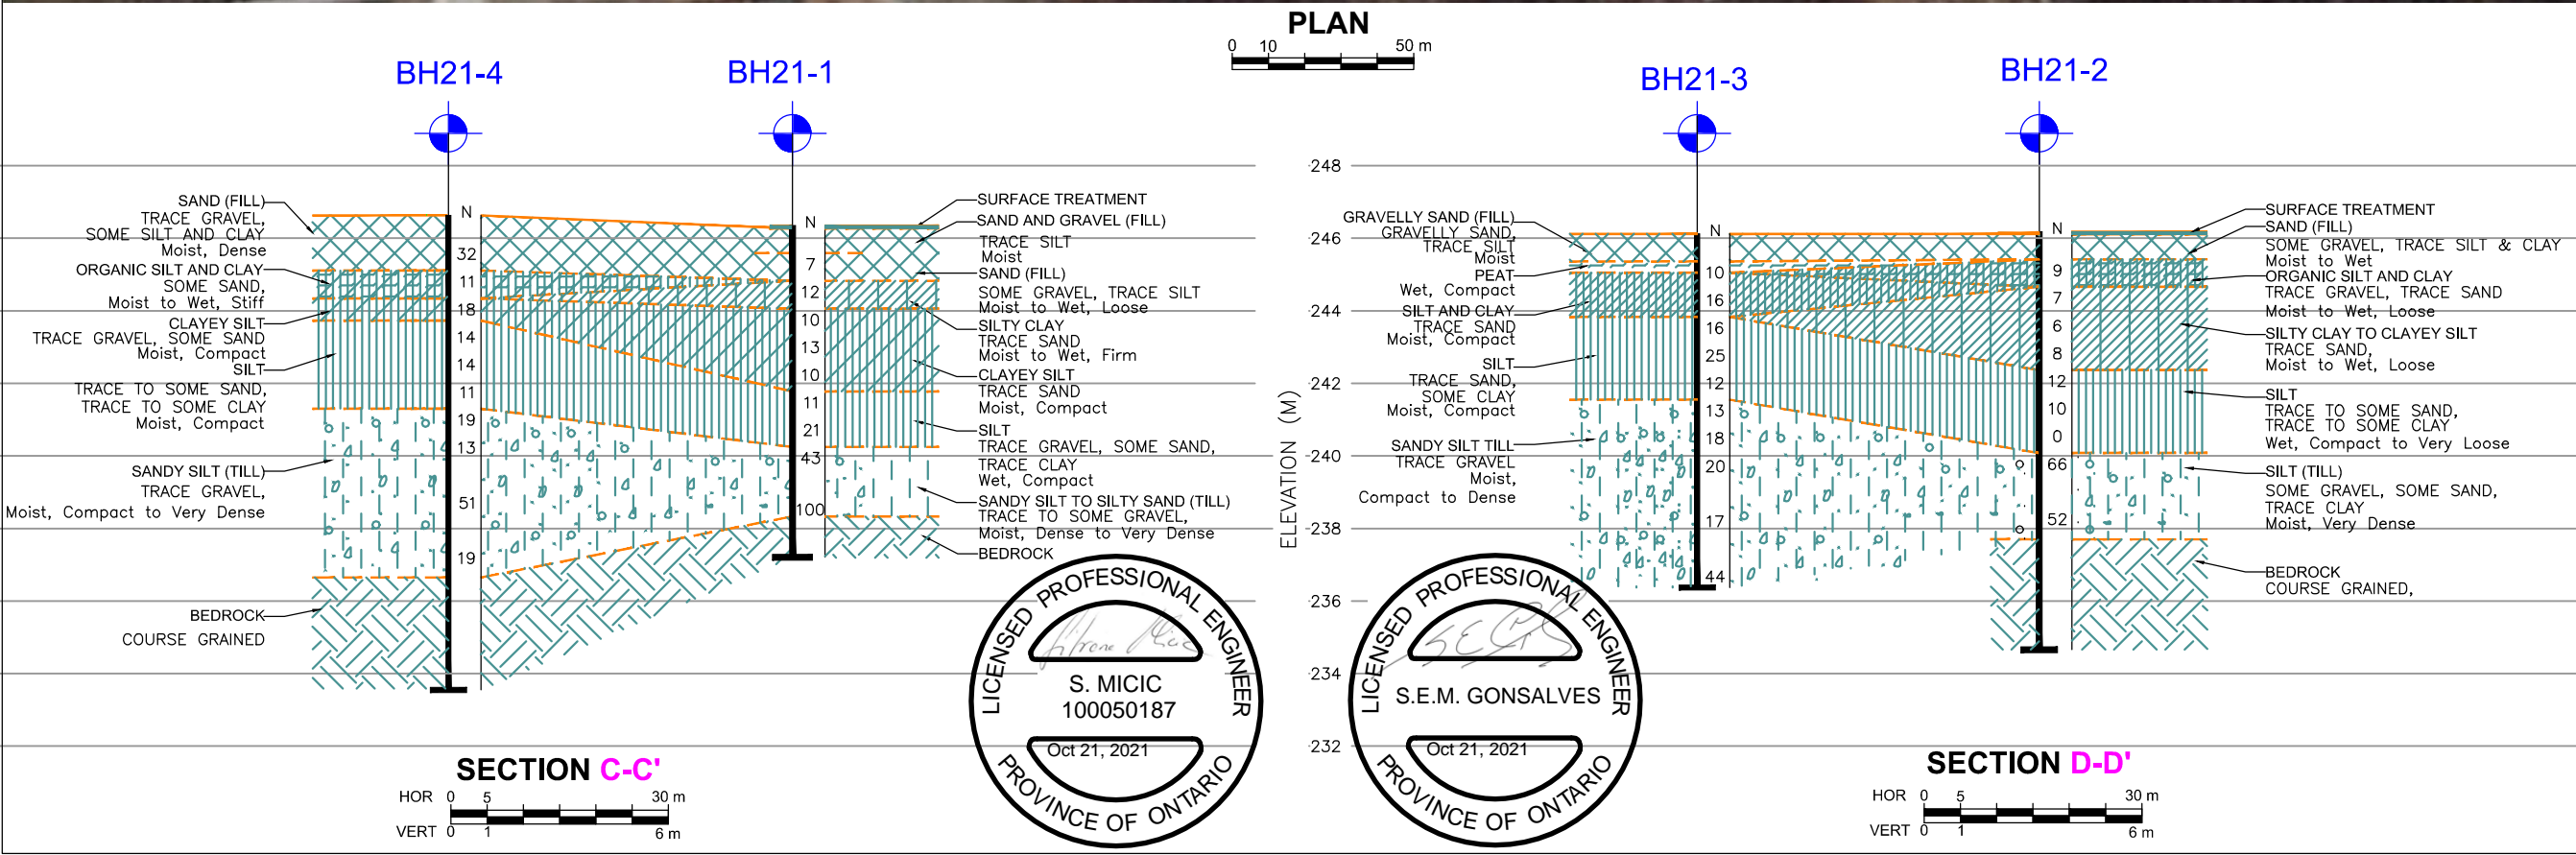 PLAN
0 10 50 m
BH21-4
BH21-1
BH21-3
BH21-2
SAND (FILL)
TRACE GRAVEL,
SOME SILT AND CLAY
Moist, Dense
ORGANIC SILT AND CLAY
SOME SAND,
Moist to Wet, Stiff
CLAYEY SILT
TRACE GRAVEL, SOME SAND
Moist, Compact
SILT
TRACE TO SOME SAND,
TRACE TO SOME CLAY
Moist, Compact
SANDY SILT (TILL)
TRACE GRAVEL,
Moist, Compact to Very Dense
BEDROCK
COURSE GRAINED
N
32
11
18
14
14
11
19
13
51
19
N
7
12
10
13
10
11
21
43
100
SURFACE TREATMENT
SAND AND GRAVEL (FILL)
TRACE SILT
Moist
SAND (FILL)
SOME GRAVEL, TRACE SILT
Moist to Wet, Loose
SILTY CLAY
TRACE SAND
Moist to Wet, Firm
CLAYEY SILT
TRACE SAND
Moist, Compact
SILT
TRACE GRAVEL, SOME SAND,
TRACE CLAY
Wet, Compact
SANDY SILT TO SILTY SAND (TILL)
TRACE TO SOME GRAVEL,
Moist, Dense to Very Dense
BEDROCK
ELEVATION (M)
248
246
244
242
240
238
236
234
232
GRAVELLY SAND (FILL)
GRAVELLY SAND,
TRACE SILT
Moist
PEAT
Wet, Compact
SILT AND CLAY
TRACE SAND
Moist, Compact
SILT
TRACE SAND,
SOME CLAY
Moist, Compact
SANDY SILT TILL
TRACE GRAVEL
Moist,
Compact to Dense
N
10
16
16
25
12
13
18
20
17
44
N
9
7
6
8
12
10
0
66
52
SURFACE TREATMENT
SAND (FILL)
SOME GRAVEL, TRACE SILT & CLAY
Moist to Wet
ORGANIC SILT AND CLAY
TRACE GRAVEL, TRACE SAND
Moist to Wet, Loose
SILTY CLAY TO CLAYEY SILT
TRACE SAND,
Moist to Wet, Loose
SILT
TRACE TO SOME SAND,
TRACE TO SOME CLAY
Wet, Compact to Very Loose
SILT (TILL)
SOME GRAVEL, SOME SAND,
TRACE CLAY
Moist, Very Dense
BEDROCK
COURSE GRAINED,
LICENSED PROFESSIONAL ENGINEER
S. MICIC
100050187
Oct 21, 2021
PROVINCE OF ONTARIO
LICENSED PROFESSIONAL ENGINEER
S.E.M. GONSALVES
Oct 21, 2021
PROVINCE OF ONTARIO
SECTION C-C'
HOR 0 5 30 m
VERT 0 1 6 m
SECTION D-D'
HOR 0 5 30 m
VERT 0 1 6 m